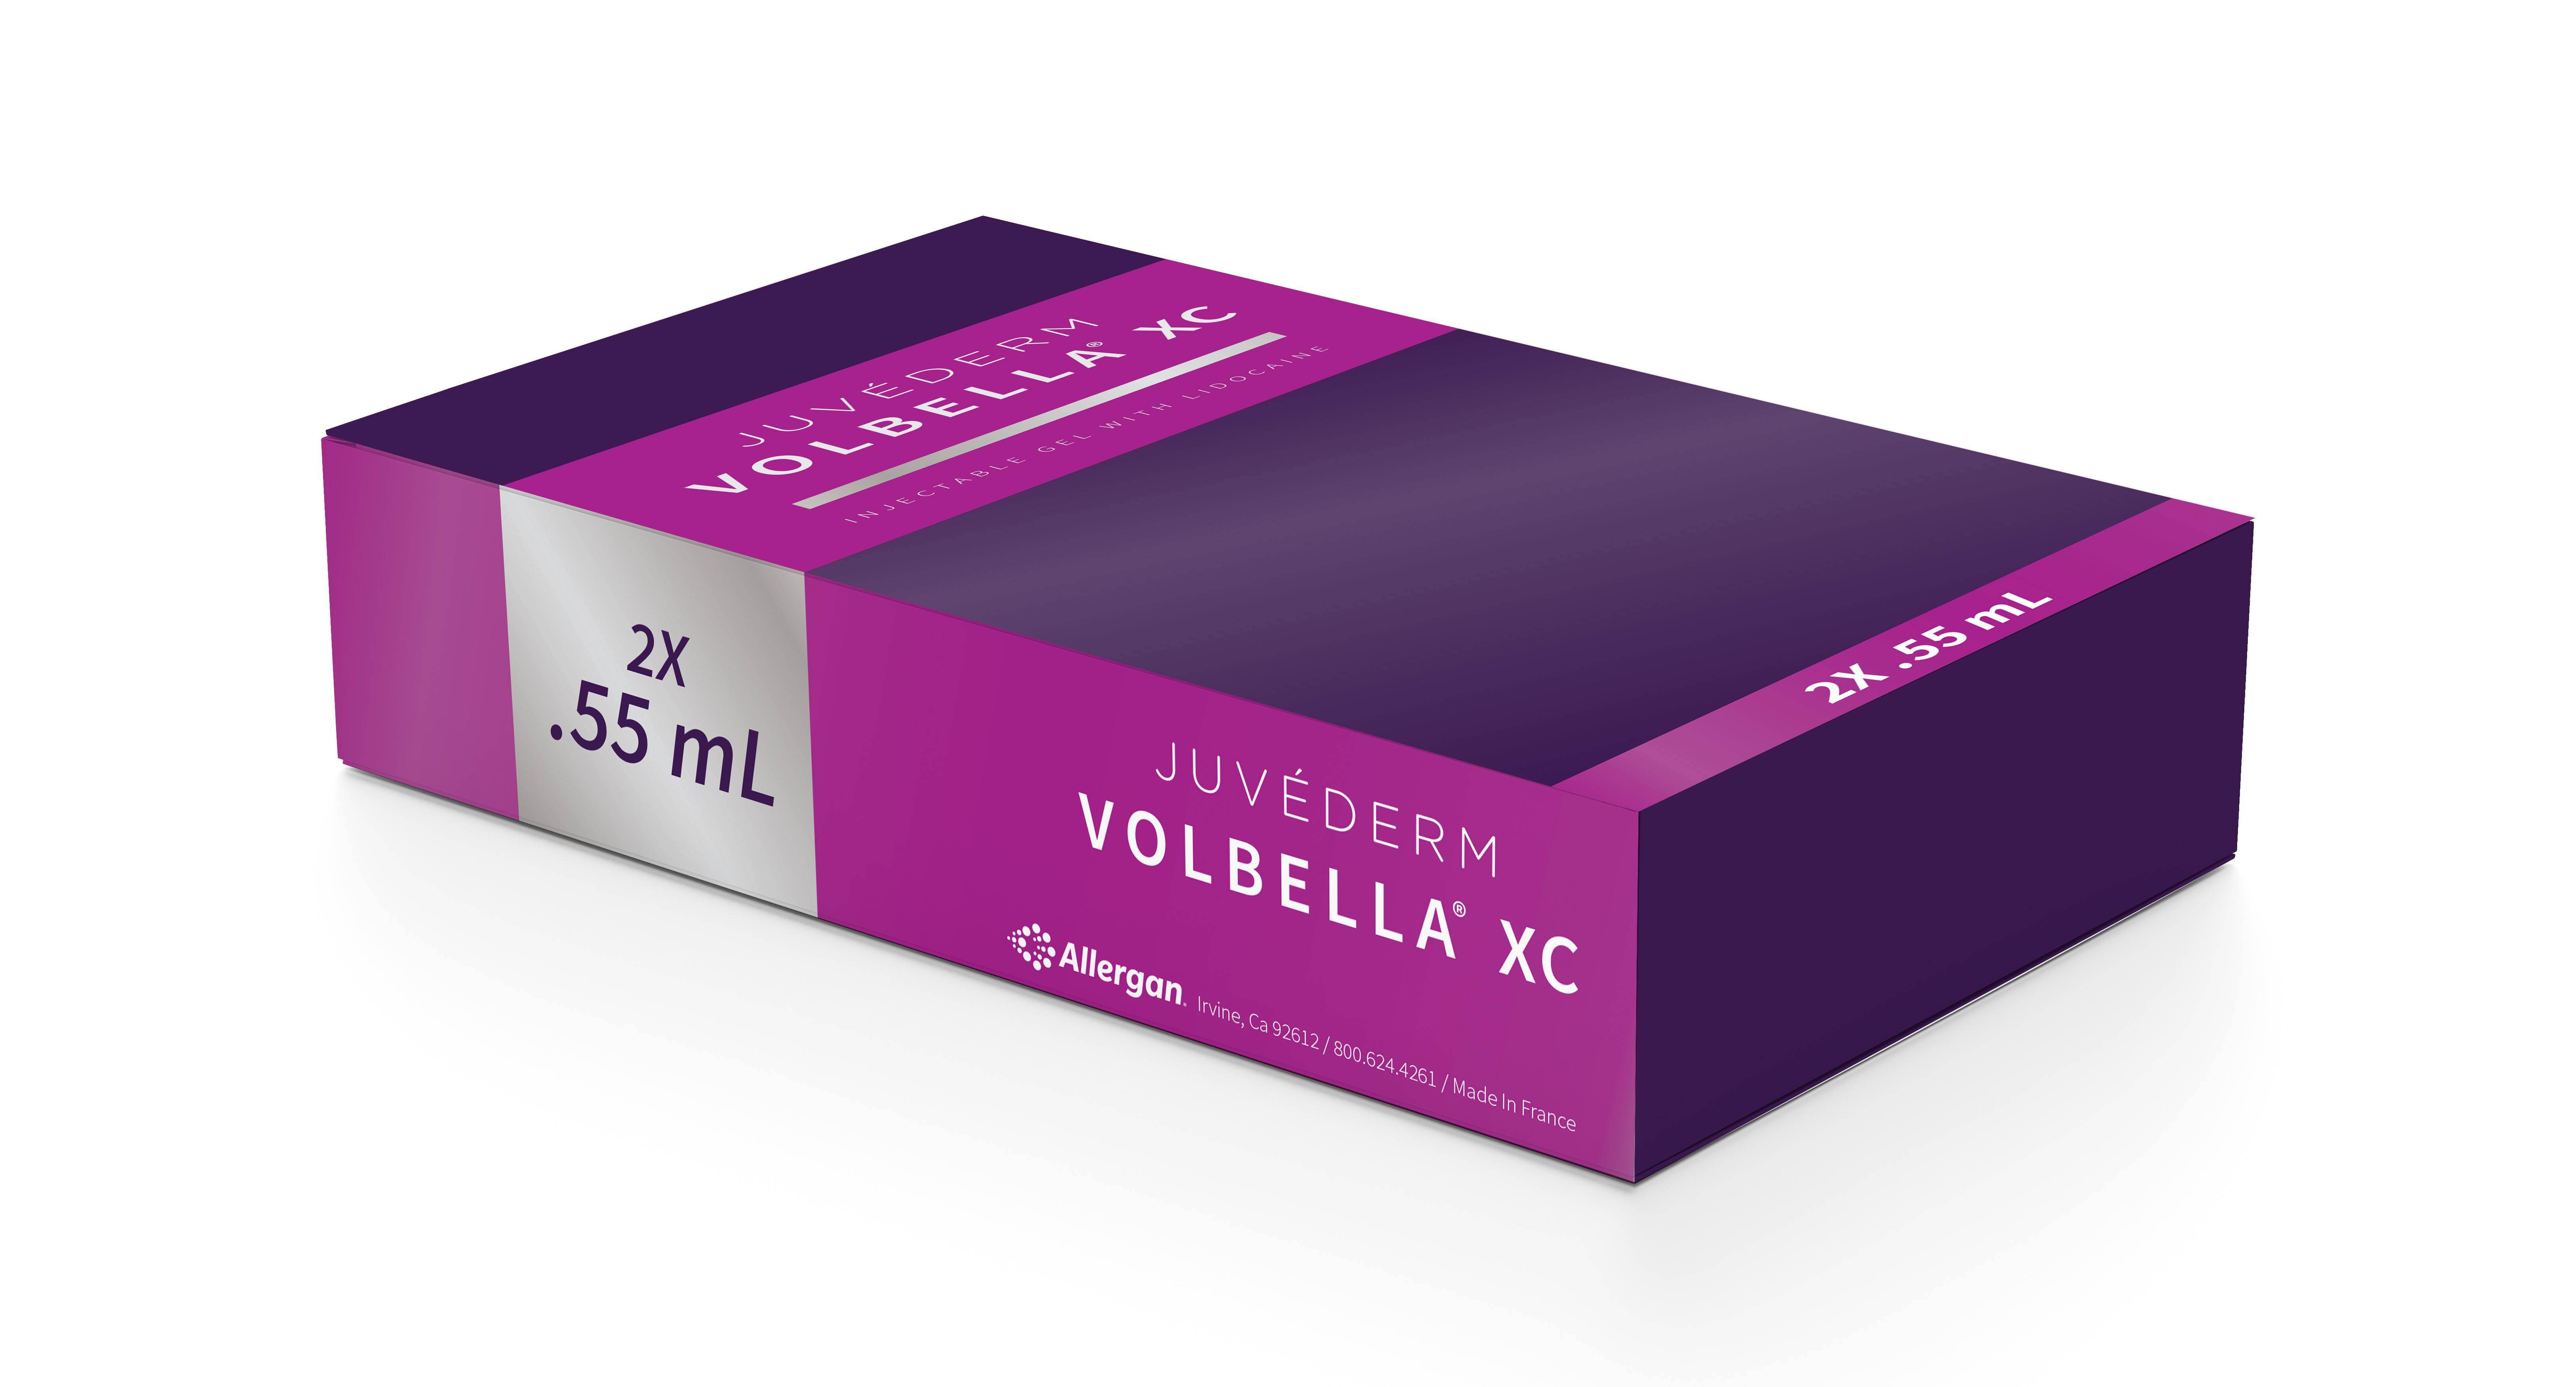 JUVÉDERM
VOLBELLA® XC
INJECTABLE GEL WITH LIDOCAINE
2X .55 mL
2X
.55 mL
JUVÉDERM
VOLBELLA® XC
Allergan. Irvine, Ca 92612 / 800.624.4261 / Made In France